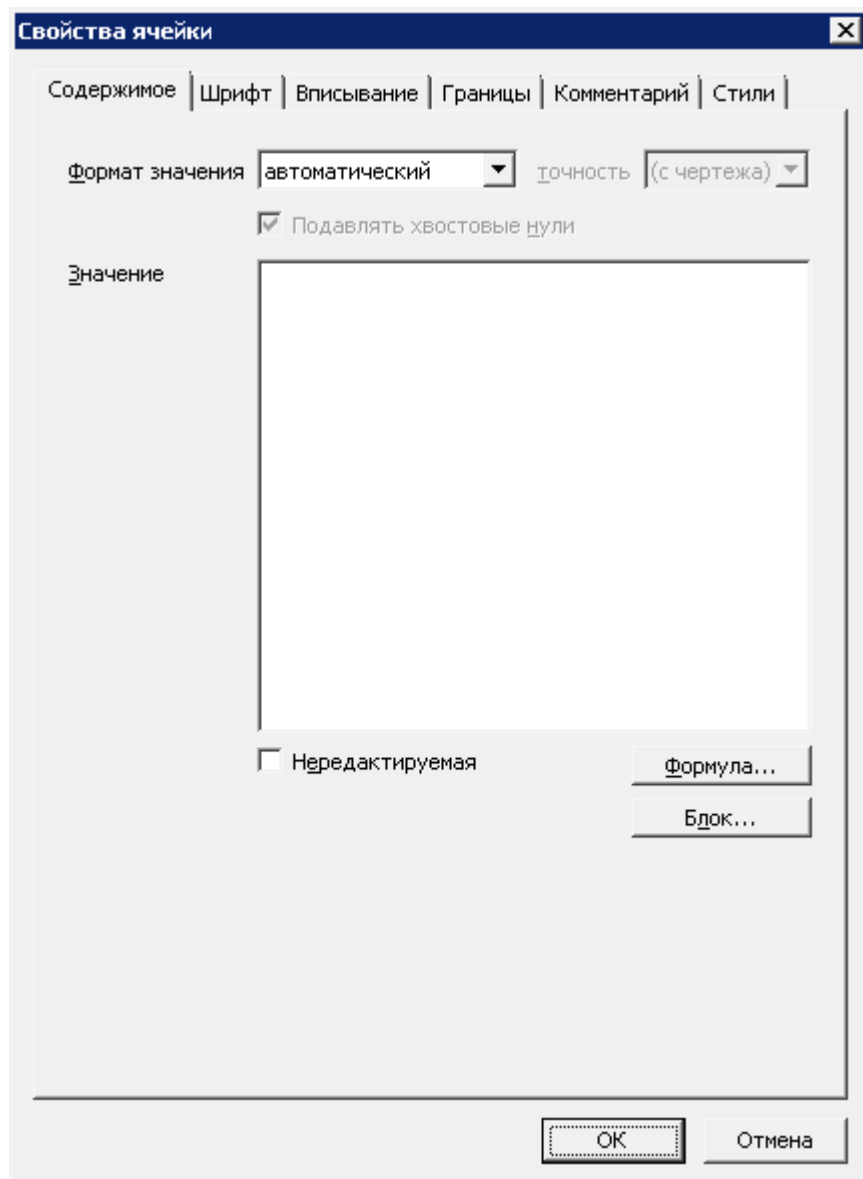 Свойства ячейки
Содержимое Шрифт Вписывание Границы Комментарий Стили
Формат значения автоматический точность (с чертежа)
Подавлять хвостовые нули
Значение
Нередактируемая Формула...
Блок...
ОК Отмена